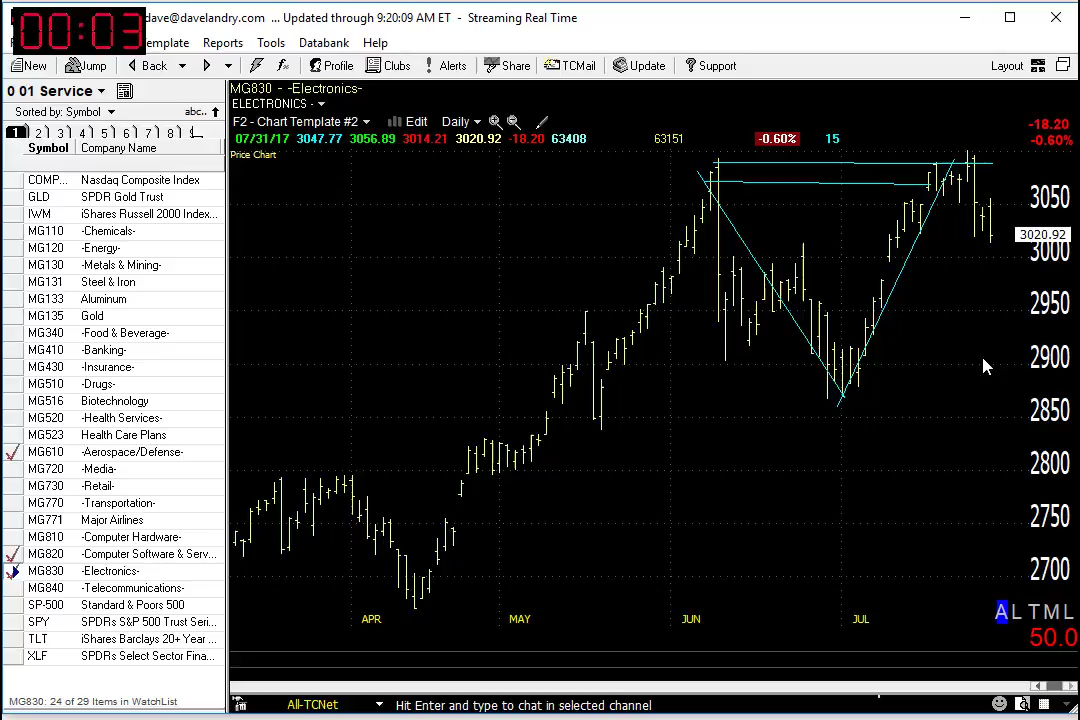 00:03
dave@davelandry.com ... Updated through 9:20:09 AM ET - Streaming Real Time
emplate Reports Tools Databank Help
New Jump Back Profile Clubs Alerts Share TCMail Update Support Layout
0 01 Service
Sorted by: Symbol abc..
1 2 3 4 5 6 7 8
Symbol Company Name
COMP... Nasdaq Composite Index
GLD SPDR Gold Trust
IWM iShares Russell 2000 Index...
MG110 -Chemicals-
MG120 -Energy-
MG130 -Metals & Mining-
MG131 Steel & Iron
MG133 Aluminum
MG135 Gold
MG340 -Food & Beverage-
MG410 -Banking-
MG430 -Insurance-
MG510 -Drugs-
MG516 Biotechnology
MG520 -Health Services-
MG523 Health Care Plans
MG610 -Aerospace/Defense-
MG720 -Media-
MG730 -Retail-
MG770 -Transportation-
MG771 Major Airlines
MG810 -Computer Hardware-
MG820 -Computer Software & Serv...
MG830 -Electronics-
MG840 -Telecommunications-
SP-500 Standard & Poors 500
SPY SPDRs S&P 500 Trust Seri...
TLT iShares Barclays 20+ Year ...
XLF SPDRs Select Sector Fina...
MG830: 24 of 29 Items in WatchList
MG830 - -Electronics-
ELECTRONICS -
F2 - Chart Template #2 Edit Daily
07/31/17 3047.77 3056.89 3014.21 3020.92 -18.20 63408 63151 -0.60% 15
-18.20
-0.60%
Price Chart
3050
3020.92
3000
2950
2900
2850
2800
2750
2700
A L T M L
50.0
APR MAY JUN JUL
All-TCNet Hit Enter and type to chat in selected channel